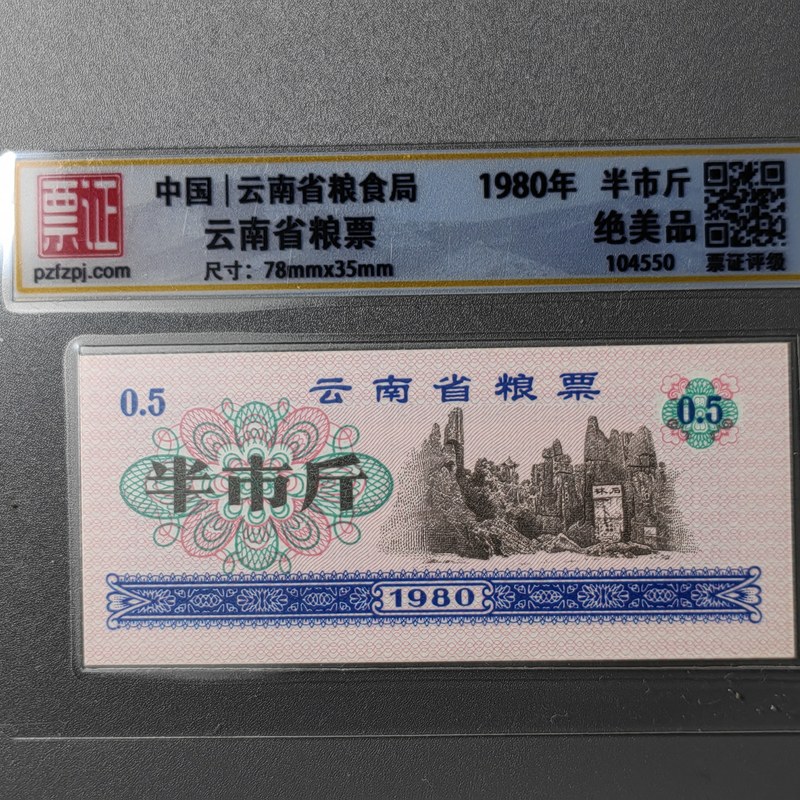 票证
pzfzpj.com
中国|云南省粮食局
云南省粮票
尺寸：78mmx35mm
1980年 半市斤
绝美品
104550 票证评级
云南省粮票
0.5
0.5
半市斤
林石
1980